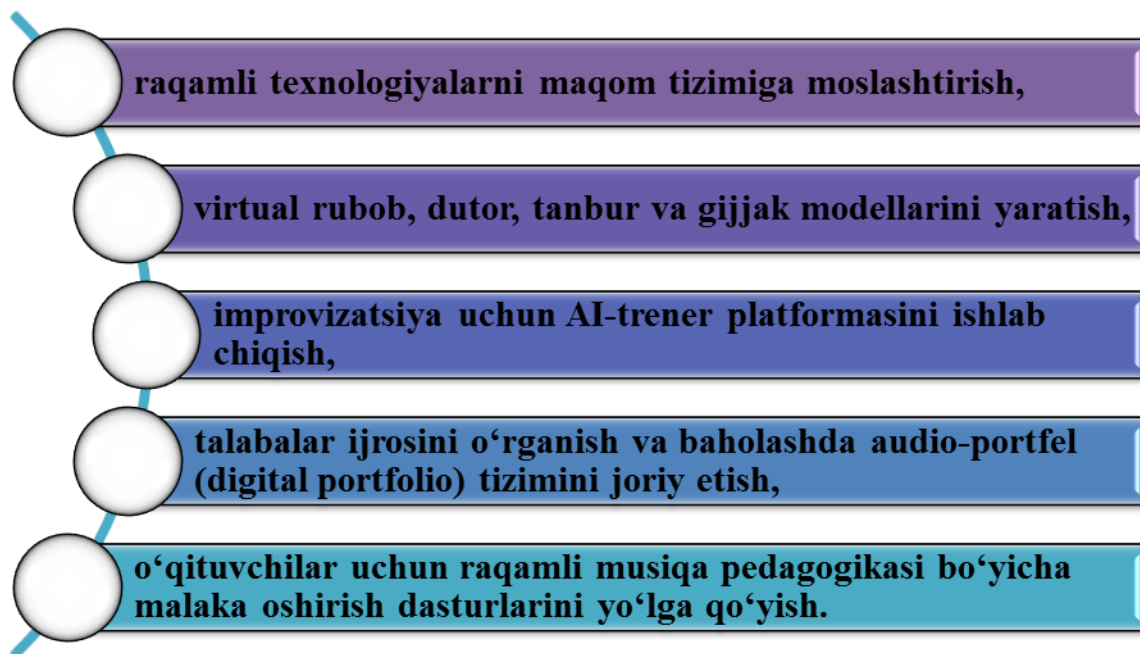 raqamli texnologiyalarni maqom tizimiga moslashtirish,
virtual rubob, dutor, tanbur va gijjak modellarini yaratish,
improvizatsiya uchun AI-trener platformasini ishlab
chiqish,
talabalar ijrosini o‘rganish va baholashda audio-portfel
(digital portfolio) tizimini joriy etish,
o‘qituvchilar uchun raqamli musiqa pedagogikasi bo‘yicha
malaka oshirish dasturlarini yo‘lga qo‘yish.